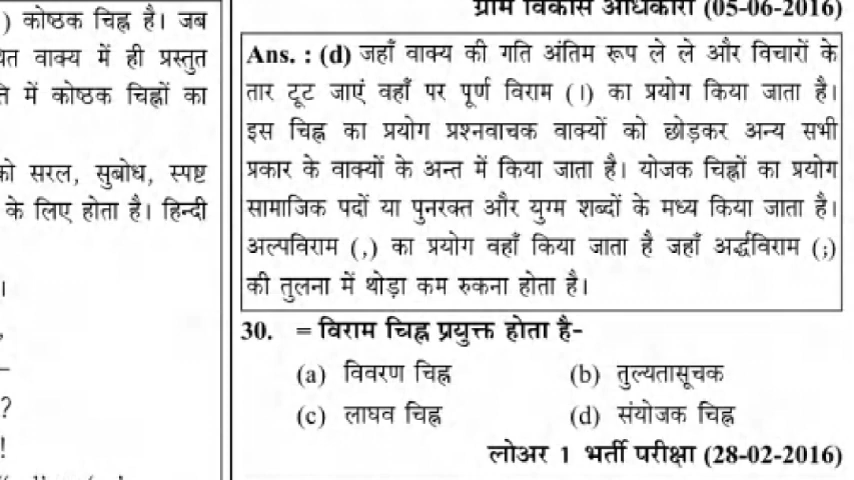 ) कोष्ठक चिह्न है। जब
वाक्य में ही प्रस्तुत
में कोष्ठक चिह्नों का
को सरल, सुबोध, स्पष्ट
के लिए होता है। हिन्दी
।
,
–
?
!
ग्राम विकास अधिकारी (05-06-2016)
Ans. : (d) जहाँ वाक्य की गति अंतिम रूप ले ले और विचारों के
तार टूट जाएं वहाँ पर पूर्ण विराम (।) का प्रयोग किया जाता है।
इस चिह्न का प्रयोग प्रश्नवाचक वाक्यों को छोड़कर अन्य सभी
प्रकार के वाक्यों के अन्त में किया जाता है। योजक चिह्नों का प्रयोग
सामाजिक पदों या पुनरक्त और युग्म शब्दों के मध्य किया जाता है।
अल्पविराम (,) का प्रयोग वहाँ किया जाता है जहाँ अर्द्धविराम (;)
की तुलना में थोड़ा कम रुकना होता है।
30. = विराम चिह्न प्रयुक्त होता है-
(a) विवरण चिह्न (b) तुल्यतासूचक
(c) लाघव चिह्न (d) संयोजक चिह्न
लोअर 1 भर्ती परीक्षा (28-02-2016)